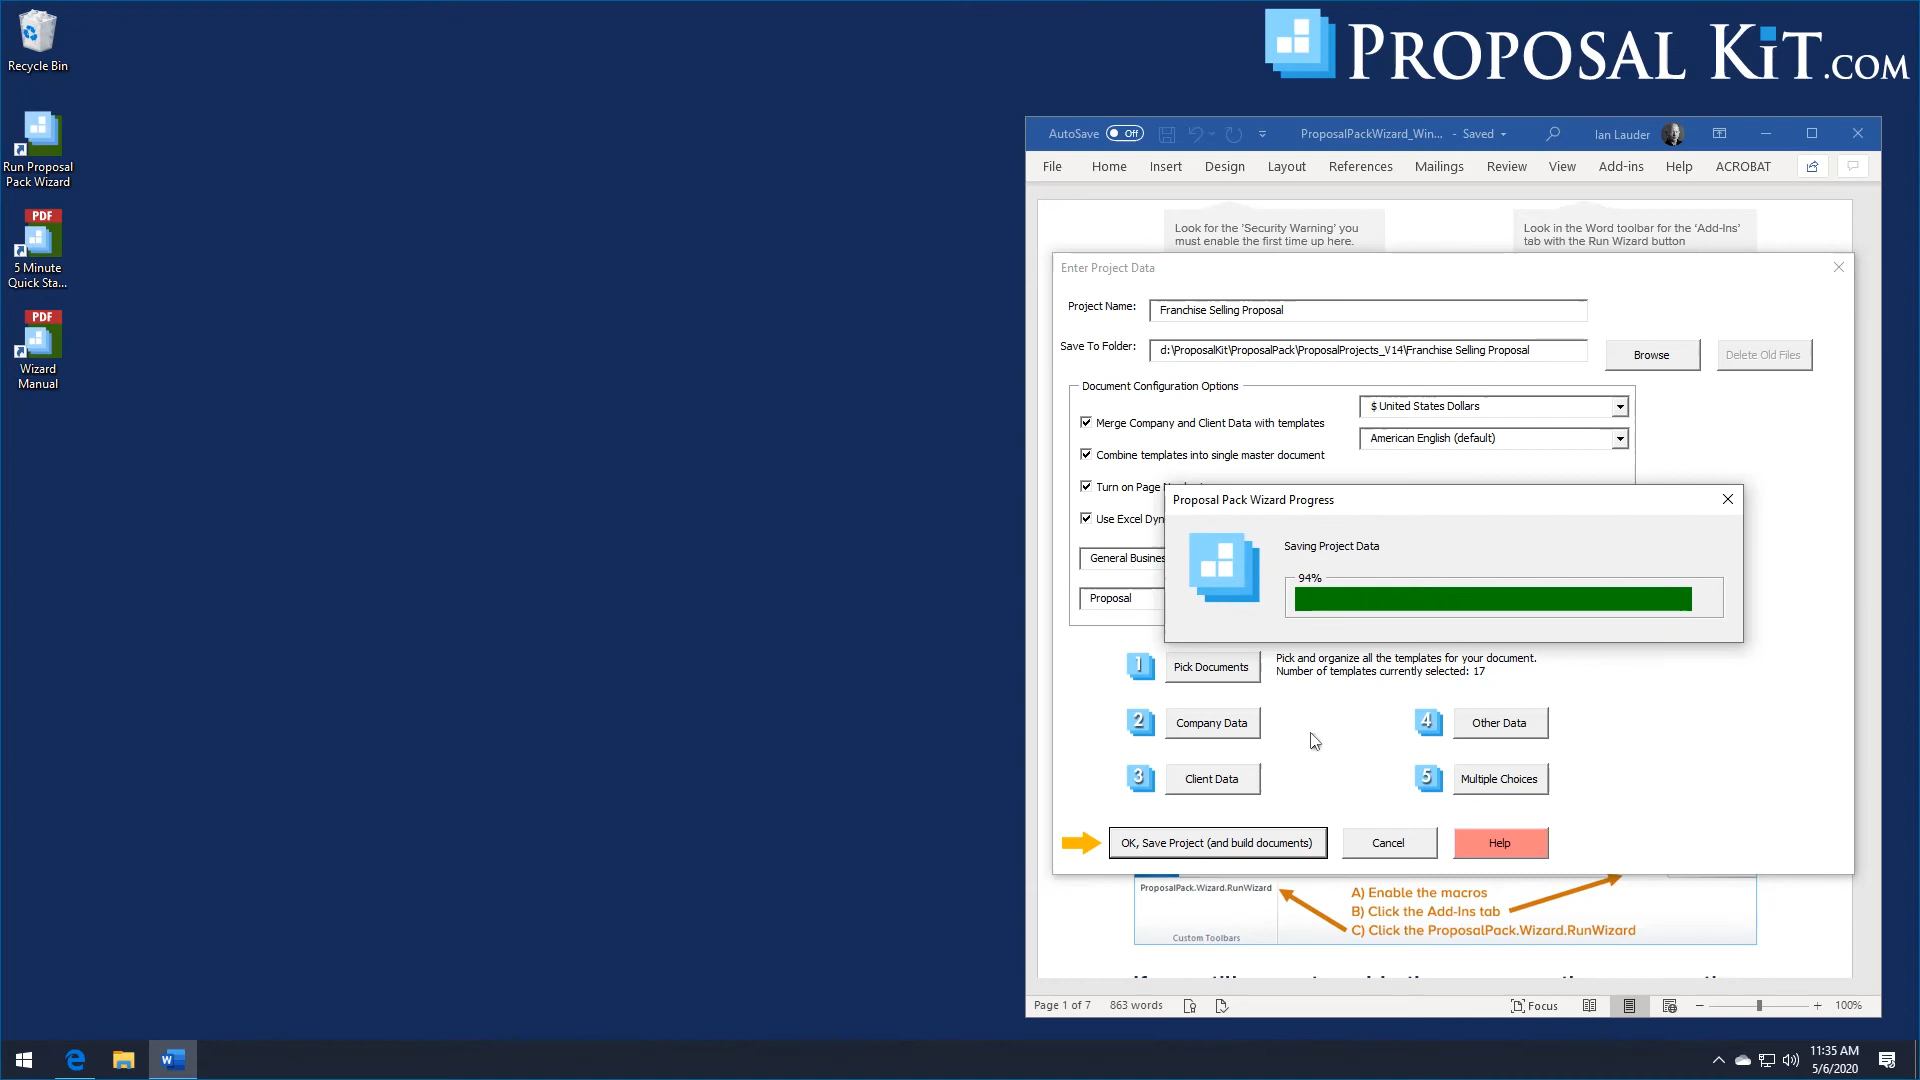 Recycle Bin
Run Proposal
Pack Wizard
PDF
5 Minute
Quick Sta...
PDF
Wizard
Manual
PROPOSAL KIT.COM
AutoSave Off ProposalPackWizard_Win... - Saved Ian Lauder
File Home Insert Design Layout References Mailings Review View Add-ins Help ACROBAT
Look for the 'Security Warning' you
must enable the first time up here.
Look in the Word toolbar for the 'Add-Ins'
tab with the Run Wizard button
Enter Project Data
Project Name: Franchise Selling Proposal
Save To Folder: d:\ProposalKit\ProposalPack\ProposalProjects_V14\Franchise Selling Proposal Browse Delete Old Files
Document Configuration Options
$ United States Dollars
Merge Company and Client Data with templates
American English (default)
Combine templates into single master document
Turn on Page
Use Excel Dyn
General Busines
Proposal
Proposal Pack Wizard Progress
Saving Project Data
94%
1 Pick Documents Pick and organize all the templates for your document.
Number of templates currently selected: 17
2 Company Data 4 Other Data
3 Client Data 5 Multiple Choices
OK, Save Project (and build documents) Cancel Help
ProposalPack.Wizard.RunWizard
Custom Toolbars
A) Enable the macros
B) Click the Add-Ins tab
C) Click the ProposalPack.Wizard.RunWizard
Page 1 of 7 863 words Focus 100%
11:35 AM
5/6/2020